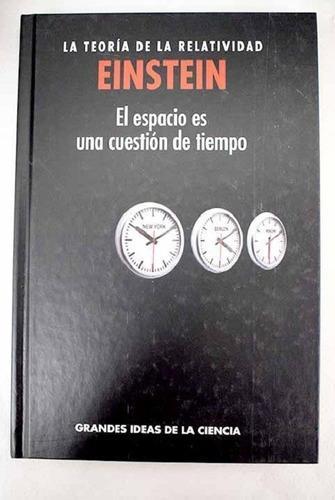 LA TEORÍA DE LA RELATIVIDAD
EINSTEIN
El espacio es
una cuestión de tiempo
NEW YORK
BERLIN
GRANDES IDEAS DE LA CIENCIA